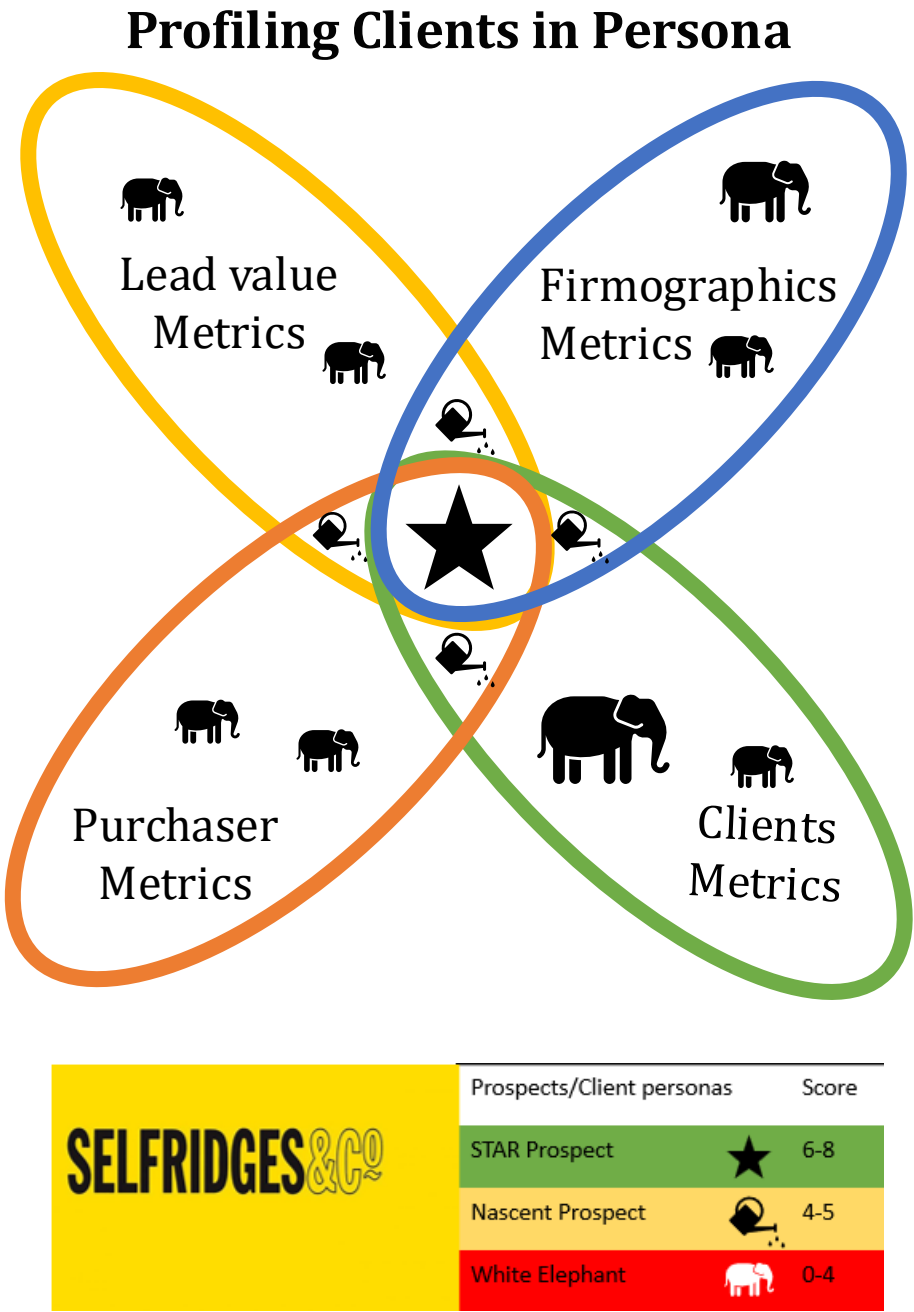 Profiling Clients in Persona
Lead value
Metrics
Firmographics
Metrics
Purchaser
Metrics
Clients
Metrics
SELFRIDGES&Co
Prospects/Client personas Score
STAR Prospect 6-8
Nascent Prospect 4-5
White Elephant 0-4